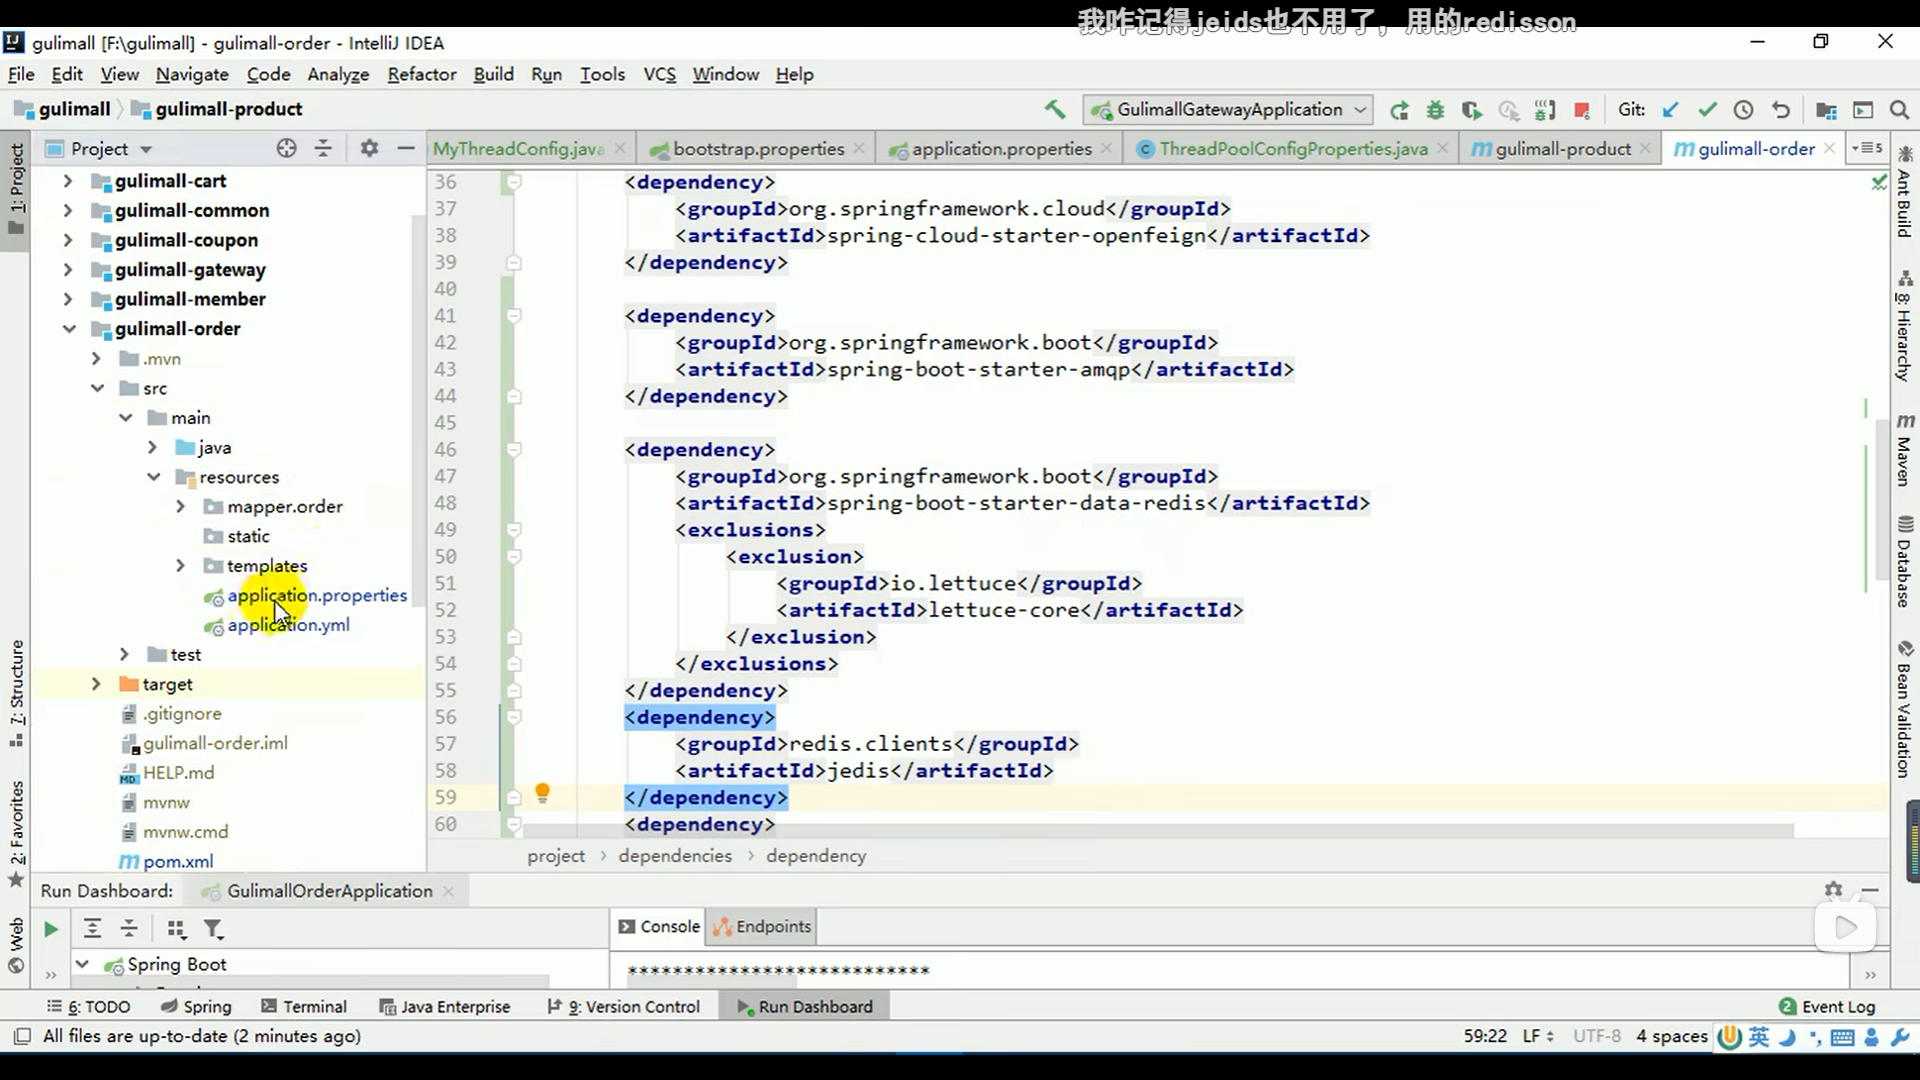 我咋记得jeids也不用了，用的redisson
gulimall [F:\gulimall] - gulimall-order - IntelliJ IDEA
File Edit View Navigate Code Analyze Refactor Build Run Tools VCS Window Help
gulimall gulimall-product GulimallGatewayApplication Git:
Project MyThreadConfig.java bootstrap.properties application.properties ThreadPoolConfigProperties.java gulimall-product gulimall-order 5
gulimall-cart
gulimall-common
gulimall-coupon
gulimall-gateway
gulimall-member
gulimall-order
.mvn
src
main
java
resources
mapper.order
static
templates
application.properties
application.yml
test
target
.gitignore
gulimall-order.iml
HELP.md
mvnw
mvnw.cmd
pom.xml
36 <dependency>
37 <groupId>org.springframework.cloud</groupId>
38 <artifactId>spring-cloud-starter-openfeign</artifactId>
39 </dependency>
40
41 <dependency>
42 <groupId>org.springframework.boot</groupId>
43 <artifactId>spring-boot-starter-amqp</artifactId>
44 </dependency>
45
46 <dependency>
47 <groupId>org.springframework.boot</groupId>
48 <artifactId>spring-boot-starter-data-redis</artifactId>
49 <exclusions>
50 <exclusion>
51 <groupId>io.lettuce</groupId>
52 <artifactId>lettuce-core</artifactId>
53 </exclusion>
54 </exclusions>
55 </dependency>
56 <dependency>
57 <groupId>redis.clients</groupId>
58 <artifactId>jedis</artifactId>
59 </dependency>
60 <dependency>
project dependencies dependency
1: Project
7: Structure
2: Favorites
Web
Ant Build
8: Hierarchy
Maven
Database
Bean Validation
Run Dashboard: GulimallOrderApplication
Console Endpoints
Spring Boot
***************************
6: TODO Spring Terminal Java Enterprise 9: Version Control Run Dashboard 2 Event Log
All files are up-to-date (2 minutes ago) 59:22 LF UTF-8 4 spaces 英